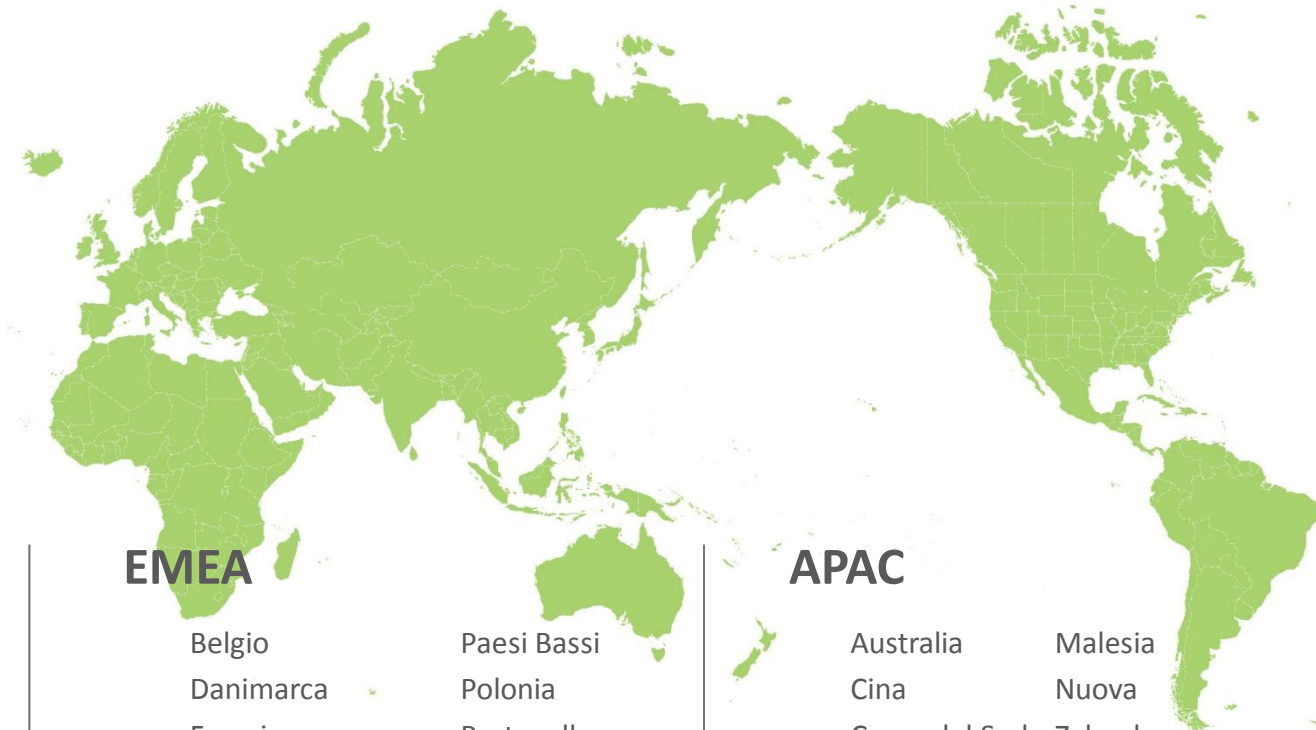 EMEA
Belgio
Danimarca
Paesi Bassi
Polonia
APAC
Australia
Cina
Malesia
Nuova